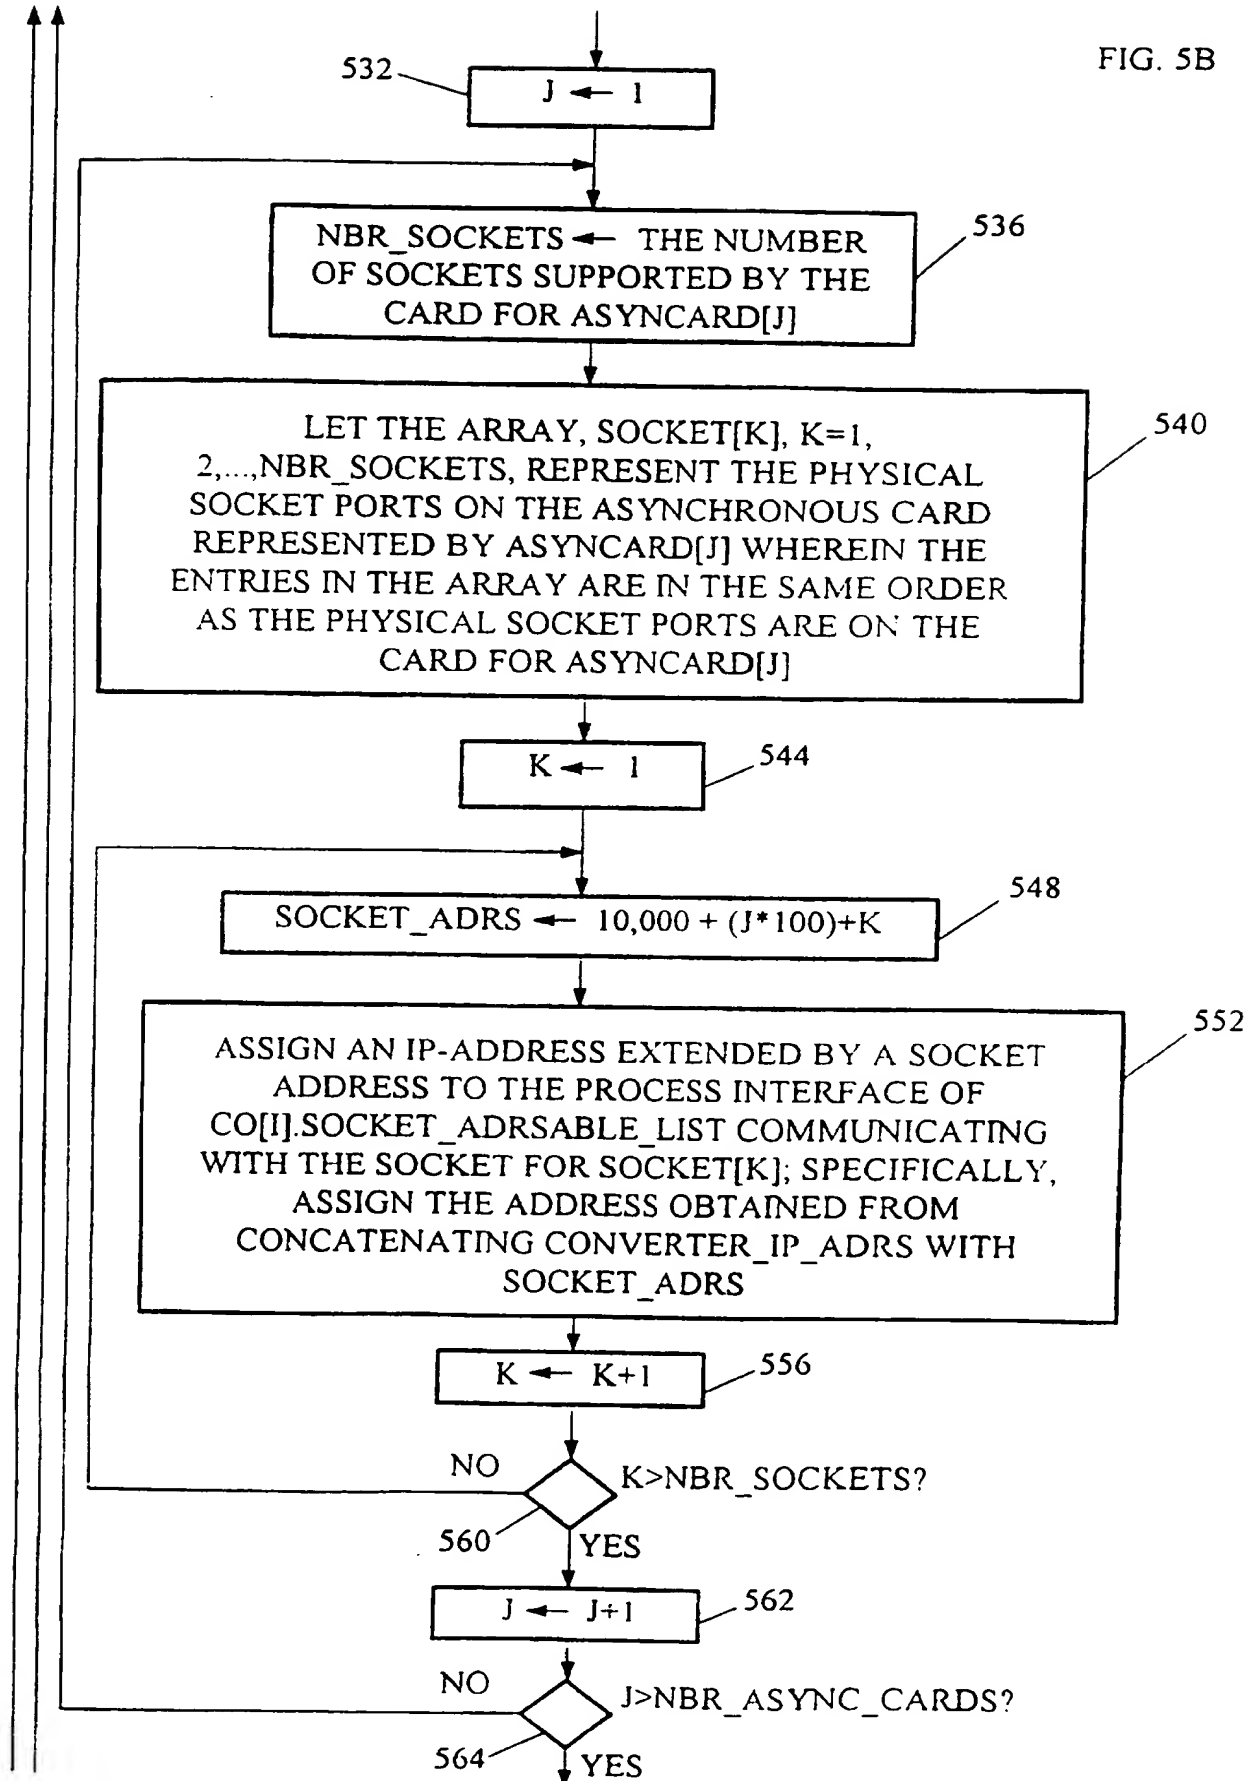 FIG. 5B
532
J ← 1
NBR_SOCKETS ← THE NUMBER
OF SOCKETS SUPPORTED BY THE
CARD FOR ASYNCARD[J]
536
LET THE ARRAY, SOCKET[K], K=1,
2,...,NBR_SOCKETS, REPRESENT THE PHYSICAL
SOCKET PORTS ON THE ASYNCHRONOUS CARD
REPRESENTED BY ASYNCARD[J] WHEREIN THE
ENTRIES IN THE ARRAY ARE IN THE SAME ORDER
AS THE PHYSICAL SOCKET PORTS ARE ON THE
CARD FOR ASYNCARD[J]
540
K ← 1
544
SOCKET_ADRS ← 10,000 + (J*100)+K
548
ASSIGN AN IP-ADDRESS EXTENDED BY A SOCKET
ADDRESS TO THE PROCESS INTERFACE OF
CO[I].SOCKET_ADRSABLE_LIST COMMUNICATING
WITH THE SOCKET FOR SOCKET[K]; SPECIFICALLY,
ASSIGN THE ADDRESS OBTAINED FROM
CONCATENATING CONVERTER_IP_ADRS WITH
SOCKET_ADRS
552
K ← K+1
556
NO
K>NBR_SOCKETS?
560
YES
J ← J+1
562
NO
J>NBR_ASYNC_CARDS?
564
YES